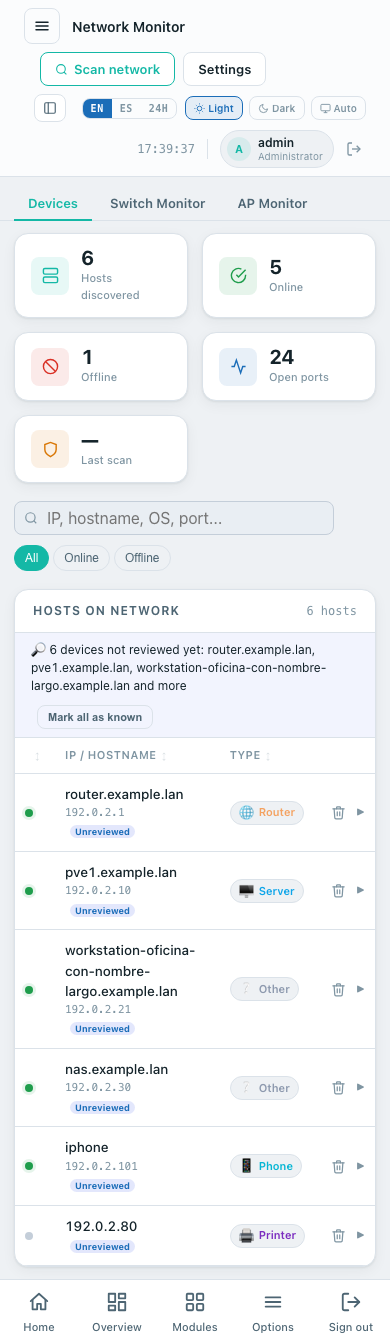 Network Monitor
Scan network
Settings
EN ES 24H Light Dark Auto
17:39:37 A admin
Administrator
Devices Switch Monitor AP Monitor
6
Hosts
discovered
5
Online
1
Offline
24
Open ports
—
Last scan
IP, hostname, OS, port...
All Online Offline
HOSTS ON NETWORK 6 hosts
6 devices not reviewed yet: router.example.lan,
pve1.example.lan, workstation-oficina-con-nombre-
largo.example.lan and more
Mark all as known
IP / HOSTNAME TYPE
router.example.lan
192.0.2.1
Unreviewed
Router
pve1.example.lan
192.0.2.10
Unreviewed
Server
workstation-oficina-
con-nombre-
largo.example.lan
192.0.2.21
Unreviewed
Other
nas.example.lan
192.0.2.30
Unreviewed
Other
iphone
192.0.2.101
Unreviewed
Phone
192.0.2.80
Unreviewed
Printer
Home Overview Modules Options Sign out